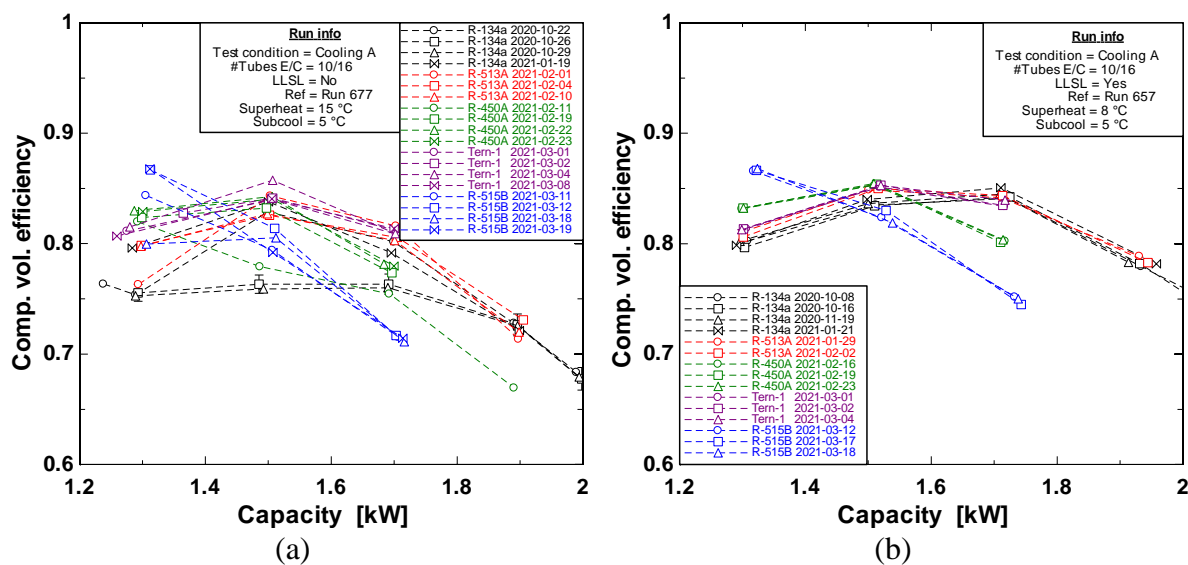 Run info
Test condition = Cooling A
#Tubes E/C = 10/16
LLSL = No
Ref = Run 677
Superheat = 15 °C
Subcool = 5 °C
R-134a 2020-10-22
R-134a 2020-10-26
R-134a 2020-10-29
R-134a 2021-01-19
R-513A 2021-02-01
R-513A 2021-02-04
R-513A 2021-02-10
R-450A 2021-02-11
R-450A 2021-02-19
R-450A 2021-02-22
R-450A 2021-02-23
Tern-1 2021-03-01
Tern-1 2021-03-02
Tern-1 2021-03-04
Tern-1 2021-03-08
R-515B 2021-03-11
R-515B 2021-03-12
R-515B 2021-03-18
R-515B 2021-03-19
Comp. vol. efficiency
1
0.9
0.8
0.7
0.6
1.2
1.4
1.6
1.8
2
Capacity [kW]
(a)
Run info
Test condition = Cooling A
#Tubes E/C = 10/16
LLSL = Yes
Ref = Run 657
Superheat = 8 °C
Subcool = 5 °C
R-134a 2020-10-08
R-134a 2020-10-16
R-134a 2020-11-19
R-134a 2021-01-21
R-513A 2021-01-29
R-513A 2021-02-02
R-450A 2021-02-16
R-450A 2021-02-19
R-450A 2021-02-23
Tern-1 2021-03-01
Tern-1 2021-03-02
Tern-1 2021-03-04
R-515B 2021-03-12
R-515B 2021-03-17
R-515B 2021-03-18
Comp. vol. efficiency
1
0.9
0.8
0.7
0.6
1.2
1.4
1.6
1.8
2
Capacity [kW]
(b)